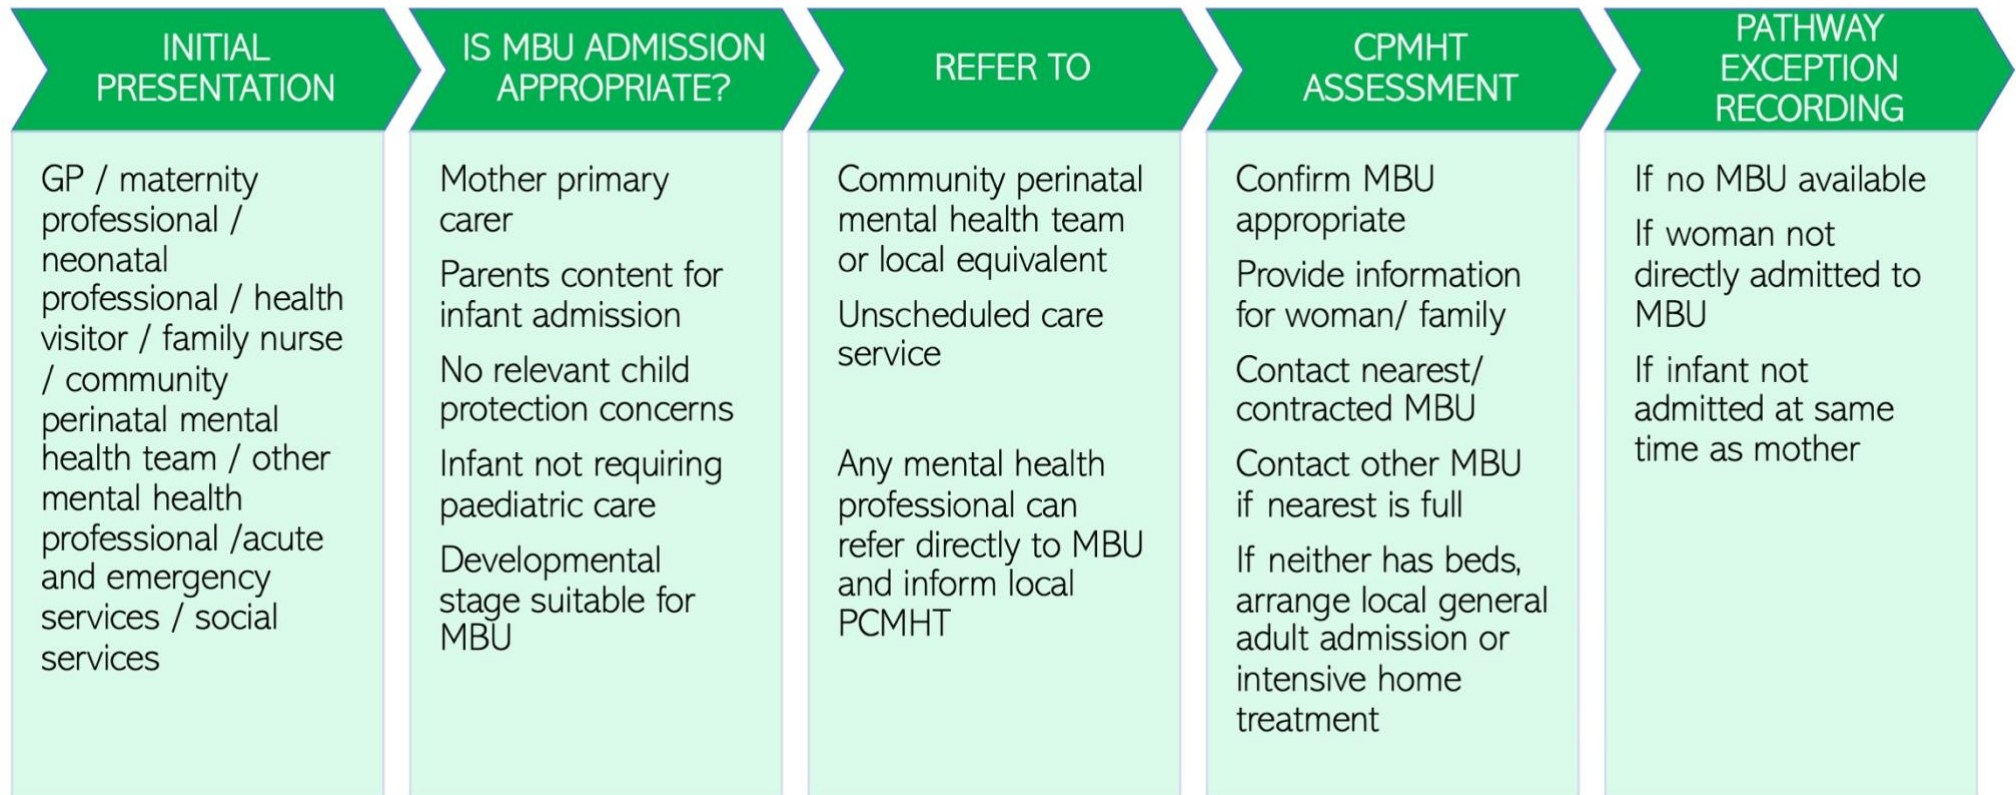 INITIAL
PRESENTATION
GP / maternity
professional /
neonatal
professional / health
visitor / family nurse
/ community
perinatal mental
health team / other
mental health
professional /acute
and emergency
services / social
services
IS MBU ADMISSION
APPROPRIATE?
Mother primary
carer
Parents content for
infant admission
No relevant child
protection concerns
Infant not requiring
paediatric care
Developmental
stage suitable for
MBU
REFER TO
Community perinatal
mental health team
or local equivalent
Unscheduled care
service
Any mental health
professional can
refer directly to MBU
and inform local
PCMHT
CPMHT
ASSESSMENT
Confirm MBU
appropriate
Provide information
for woman/ family
Contact nearest/
contracted MBU
Contact other MBU
if nearest is full
If neither has beds,
arrange local general
adult admission or
intensive home
treatment
PATHWAY
EXCEPTION
RECORDING
If no MBU available
If woman not
directly admitted to
MBU
If infant not
admitted at same
time as mother